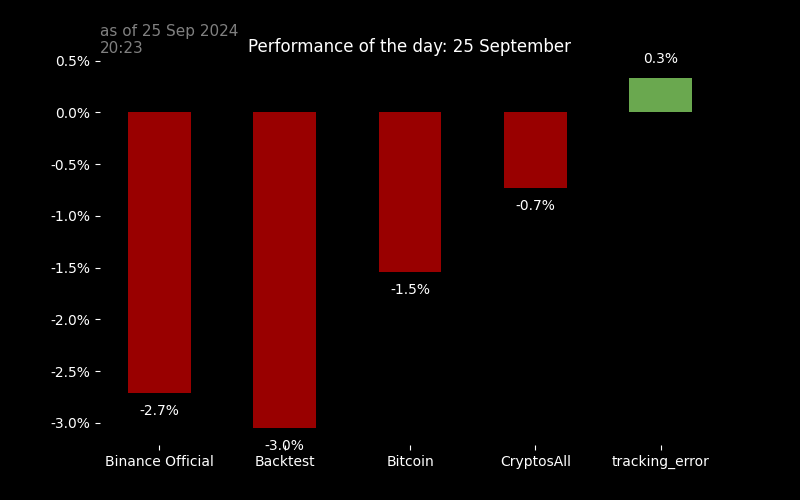 as of 25 Sep 2024
20:23
Performance of the day: 25 September
0.5%
0.0%
-0.5%
-1.0%
-1.5%
-2.0%
-2.5%
-3.0%
-2.7%
-3.0%
-1.5%
-0.7%
0.3%
Binance Official
Backtest
Bitcoin
CryptosAll
tracking_error